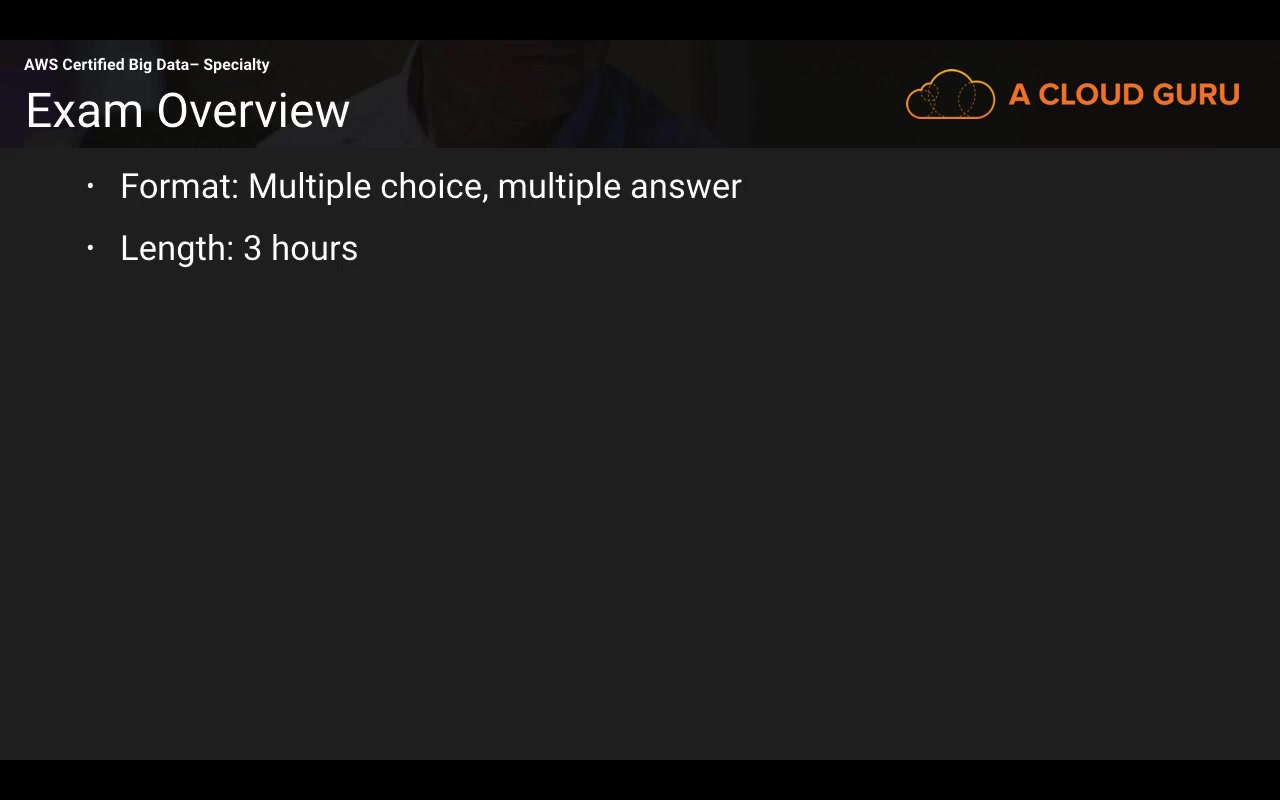 AWS Certified Big Data– Specialty
Exam Overview
A CLOUD GURU
• Format: Multiple choice, multiple answer
• Length: 3 hours